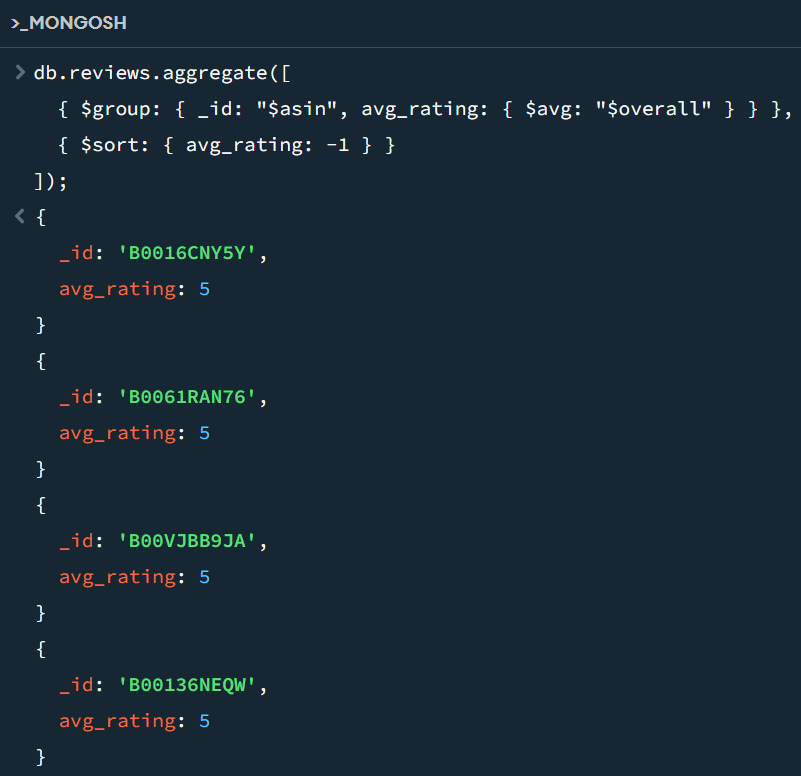 >_MONGOSH
> db.reviews.aggregate([
{ $group: { _id: "$asin", avg_rating: { $avg: "$overall" } } },
{ $sort: { avg_rating: -1 } }
]);
< {
_id: 'B0016CNY5Y',
avg_rating: 5
}
{
_id: 'B0061RAN76',
avg_rating: 5
}
{
_id: 'B00VJBB9JA',
avg_rating: 5
}
{
_id: 'B00136NEQW',
avg_rating: 5
}